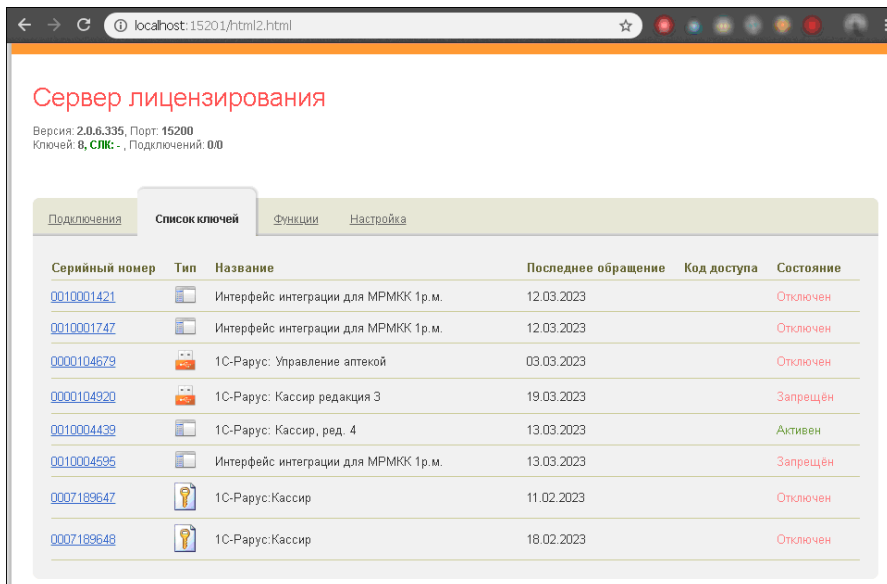 localhost:15201/html2.html
Сервер лицензирования
Версия: 2.0.6.335, Порт: 15200
Ключей: 8, СЛК: - , Подключений: 0/0
Подключения Список ключей Функции Настройка
Серийный номер Тип Название Последнее обращение Код доступа Состояние
0010001421 Интерфейс интеграции для МРМКК 1р.м. 12.03.2023 Отключен
0010001747 Интерфейс интеграции для МРМКК 1р.м. 12.03.2023 Отключен
0000104679 1С-Рарус: Управление аптекой 03.03.2023 Отключен
0000104920 1С-Рарус: Кассир редакция 3 19.03.2023 Запрещён
0010004439 1С-Рарус: Кассир, ред. 4 13.03.2023 Активен
0010004595 Интерфейс интеграции для МРМКК 1р.м. 13.03.2023 Запрещён
0007189647 1С-Рарус:Кассир 11.02.2023 Отключен
0007189648 1С-Рарус:Кассир 18.02.2023 Отключен